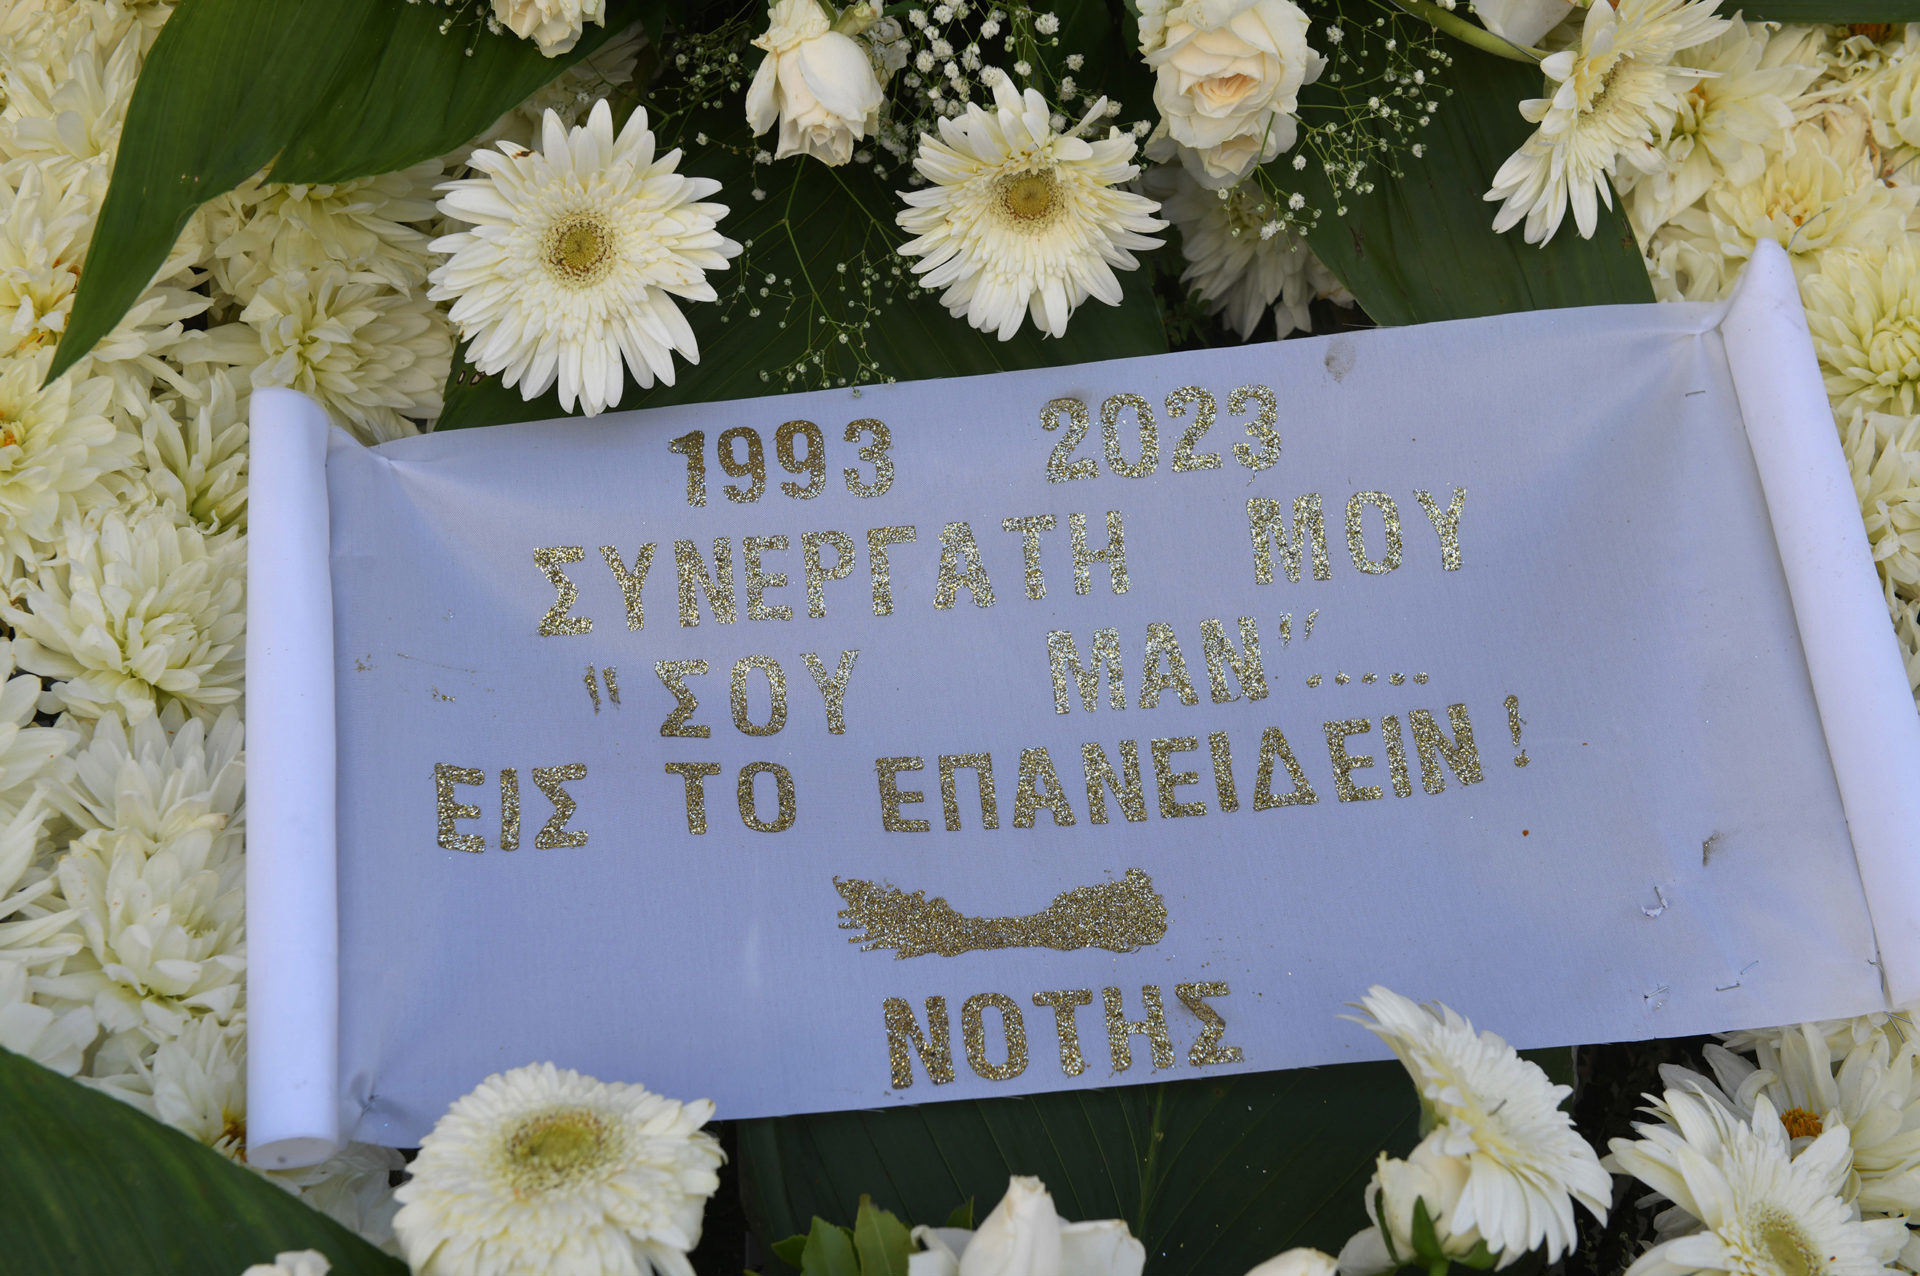 1993 2023
ΣΥΝΕΡΓΑΤΗ ΜΟΥ
"ΣΟΥ ΜΑΝ".....
ΕΙΣ ΤΟ ΕΠΑΝΕΙΔΕΙΝ!
ΝΟΤΗΣ